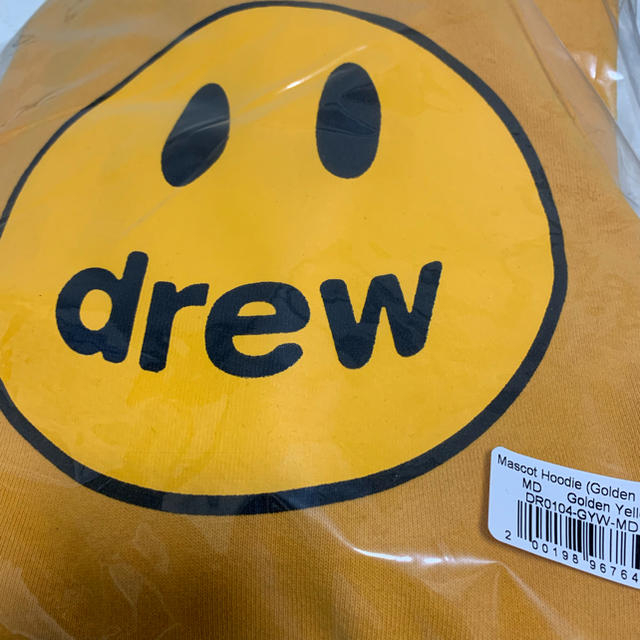 drew
Mascot Hoodie (Golden
MD Golden Yell
DR0104-GYW-MD
2 00198 96764